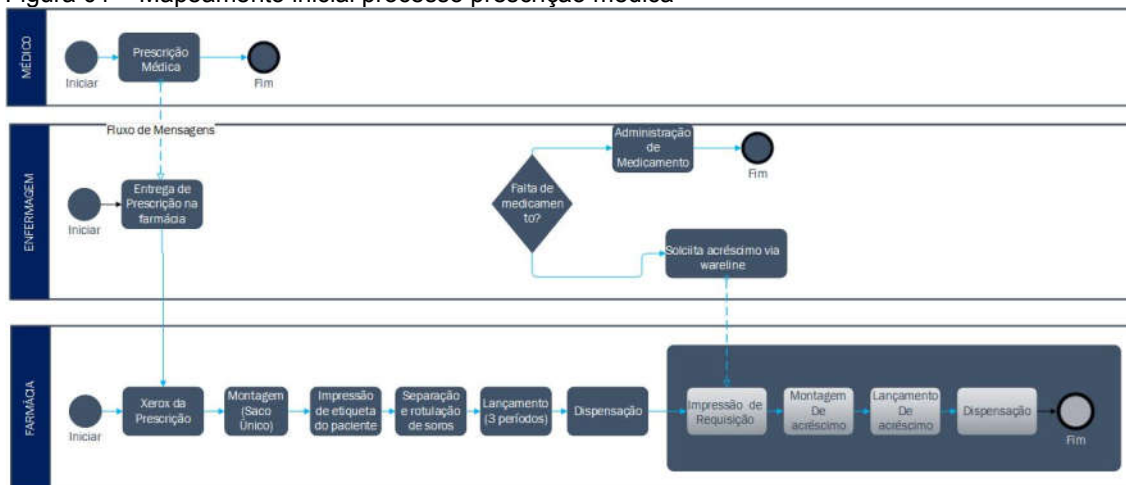 Figura 01 – Mapeamento inicial processo prescrição médica
MÉDICO
Iniciar
Prescrição
Médica
Fim
Fluxo de Mensagens
ENFERMAGEM
Iniciar
Entrega de
Prescrição na
farmácia
Falta de
medicamen
to?
Administração
de
Medicamento
Fim
Solciita acréscimo via
wareline
FARMÁCIA
Iniciar
Xerox da
Prescrição
Montagem
(Saco
Único)
Impressão
de etiqueta
do paciente
Separação
e rotulação
de soros
Lançamento
(3 períodos)
Dispensação
Impressão de
Requisição
Montagem
De
acréscimo
Lançamento
De
acréscimo
Dispensação
Fim